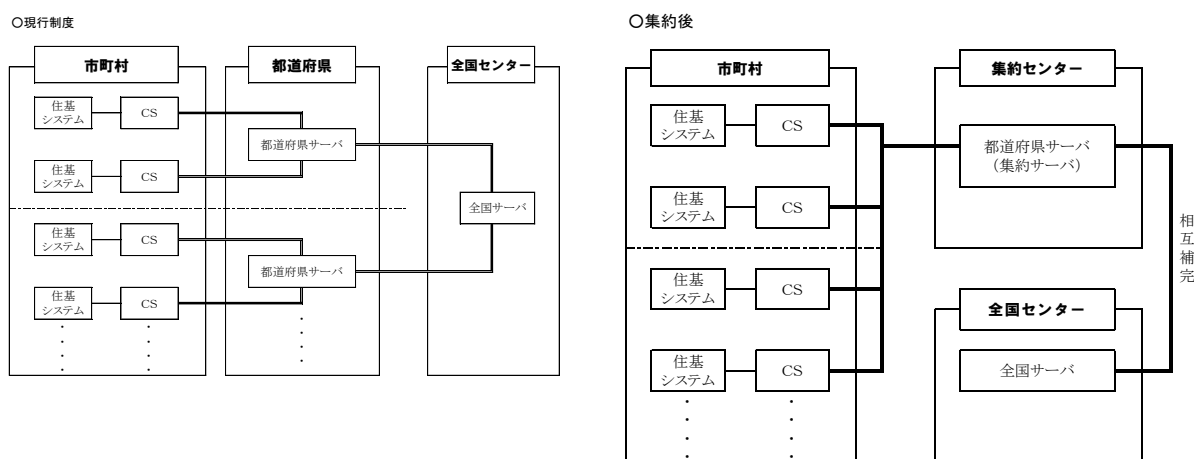 〇現行制度
市町村
都道府県
全国センター
住基
システム
CS
都道府県サーバ
住基
システム
CS
全国サーバ
住基
システム
CS
都道府県サーバ
住基
システム
CS
〇集約後
市町村
集約センター
住基
システム
CS
都道府県サーバ
(集約サーバ)
住基
システム
CS
相互補完
住基
システム
CS
全国センター
住基
システム
CS
全国サーバ